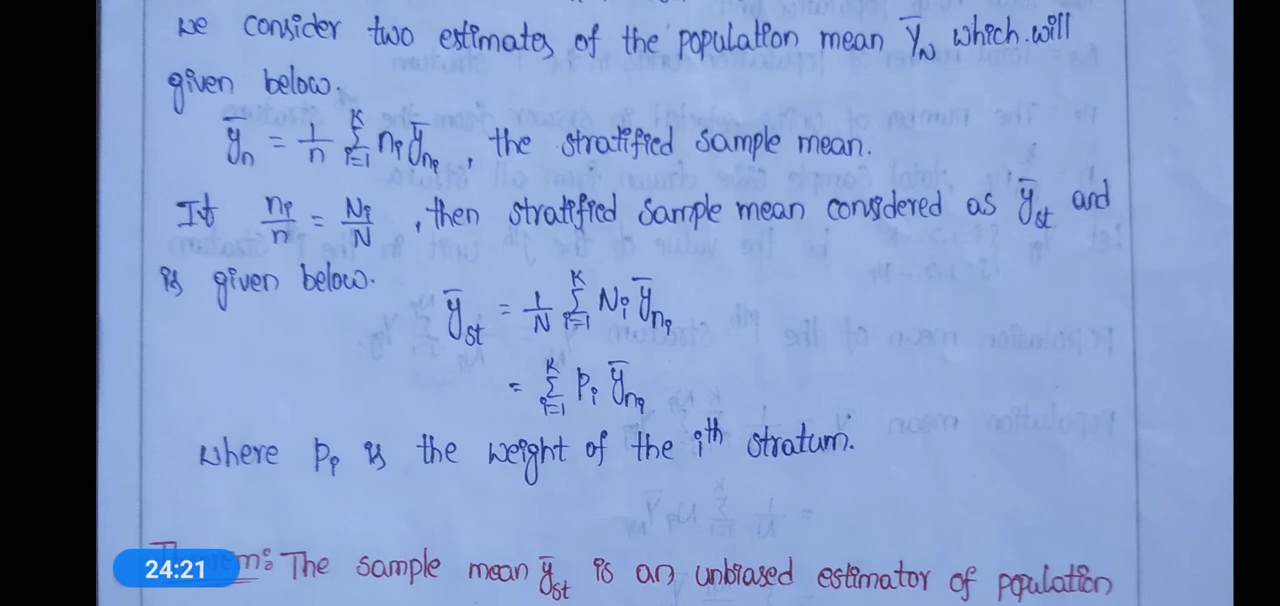 we consider two estimates of the population mean Ȳ_N which will
given below.
ȳ_n = 1/n Σ_{i=1}^{K} n_i ȳ_{n_i} , the stratified sample mean.
If n_i/n = N_i/N , then stratified sample mean considered as ȳ_st and
is given below.
ȳ_st = 1/N Σ_{i=1}^{K} N_i ȳ_{n_i}
= Σ_{i=1}^{K} P_i ȳ_{n_i}
where P_i is the weight of the i^th stratum.
The sample mean ȳ_st is an unbiased estimator of population
24:21